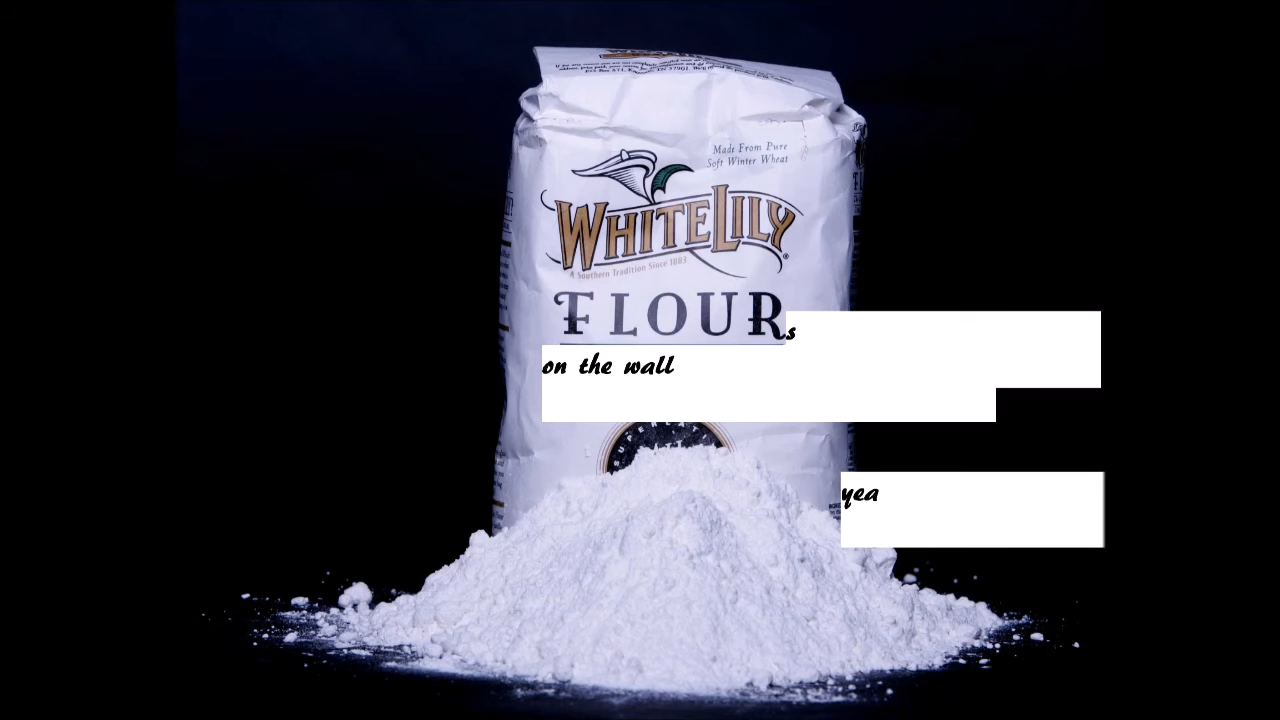 Made From Pure
Soft Winter Wheat
WHITE LILY®
A Southern Tradition Since 1883
FLOURs
on the wall
yea